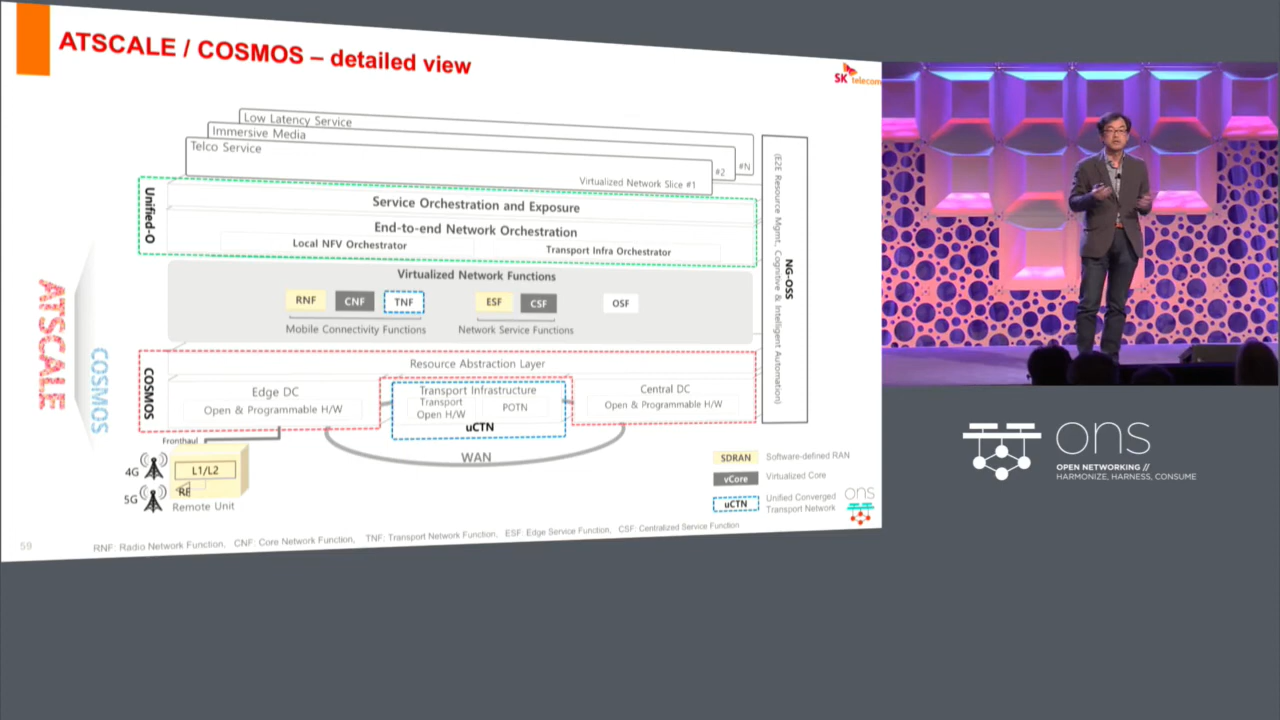 ATSCALE / COSMOS – detailed view
SK telecom
Low Latency Service
Immersive Media
Telco Service
#N
#2
Virtualized Network Slice #1
Unified-O
Service Orchestration and Exposure
End-to-end Network Orchestration
Local NFV Orchestrator
Transport Infra Orchestrator
Virtualized Network Functions
RNF
CNF
TNF
ESF
CSF
OSF
Mobile Connectivity Functions
Network Service Functions
NG-OSS
(E2E Resource Mgmt., Cognitive & Intelligent Automation)
ATSCALE
COSMOS
COSMOS
Resource Abstraction Layer
Edge DC
Open & Programmable H/W
Transport Infrastructure
Transport
Open H/W
POTN
uCTN
Central DC
Open & Programmable H/W
WAN
Fronthaul
4G
5G
L1/L2
RF
Remote Unit
SDRAN
Software-defined RAN
vCore
Virtualized Core
uCTN
Unified Converged
Transport Network
ons
59
RNF: Radio Network Function, CNF: Core Network Function, TNF: Transport Network Function, ESF: Edge Service Function, CSF: Centralized Service Function
ons
OPEN NETWORKING //
HARMONIZE, HARNESS, CONSUME